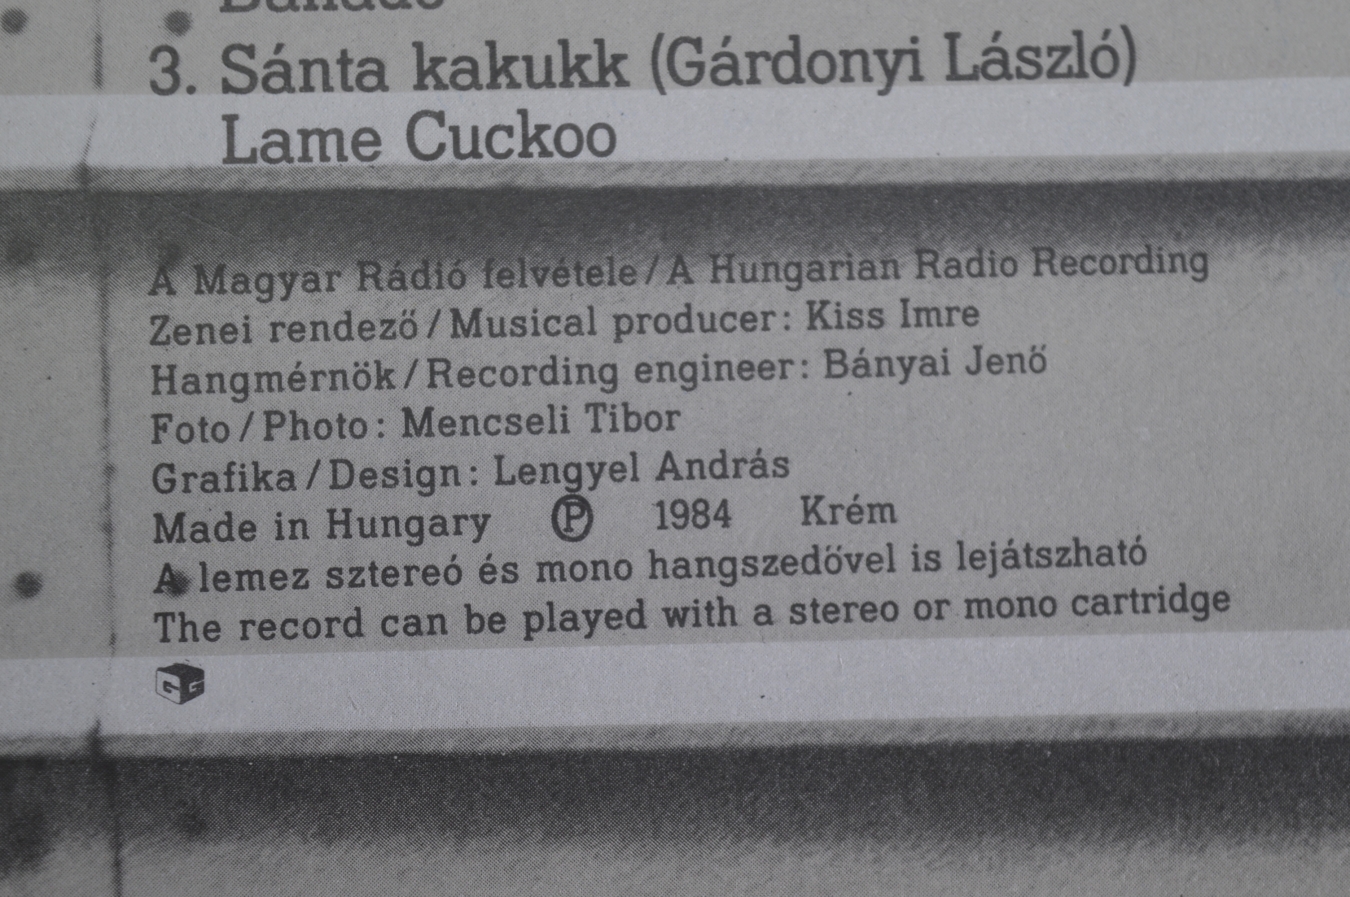 3. Sánta kakukk (Gárdonyi László)
Lame Cuckoo
A Magyar Rádió felvétele / A Hungarian Radio Recording
Zenei rendező / Musical producer: Kiss Imre
Hangmérnök / Recording engineer: Bányai Jenő
Foto / Photo: Mencseli Tibor
Grafika / Design: Lengyel András
Made in Hungary Ⓟ 1984 Krém
A lemez sztereó és mono hangszedővel is lejátszható
The record can be played with a stereo or mono cartridge